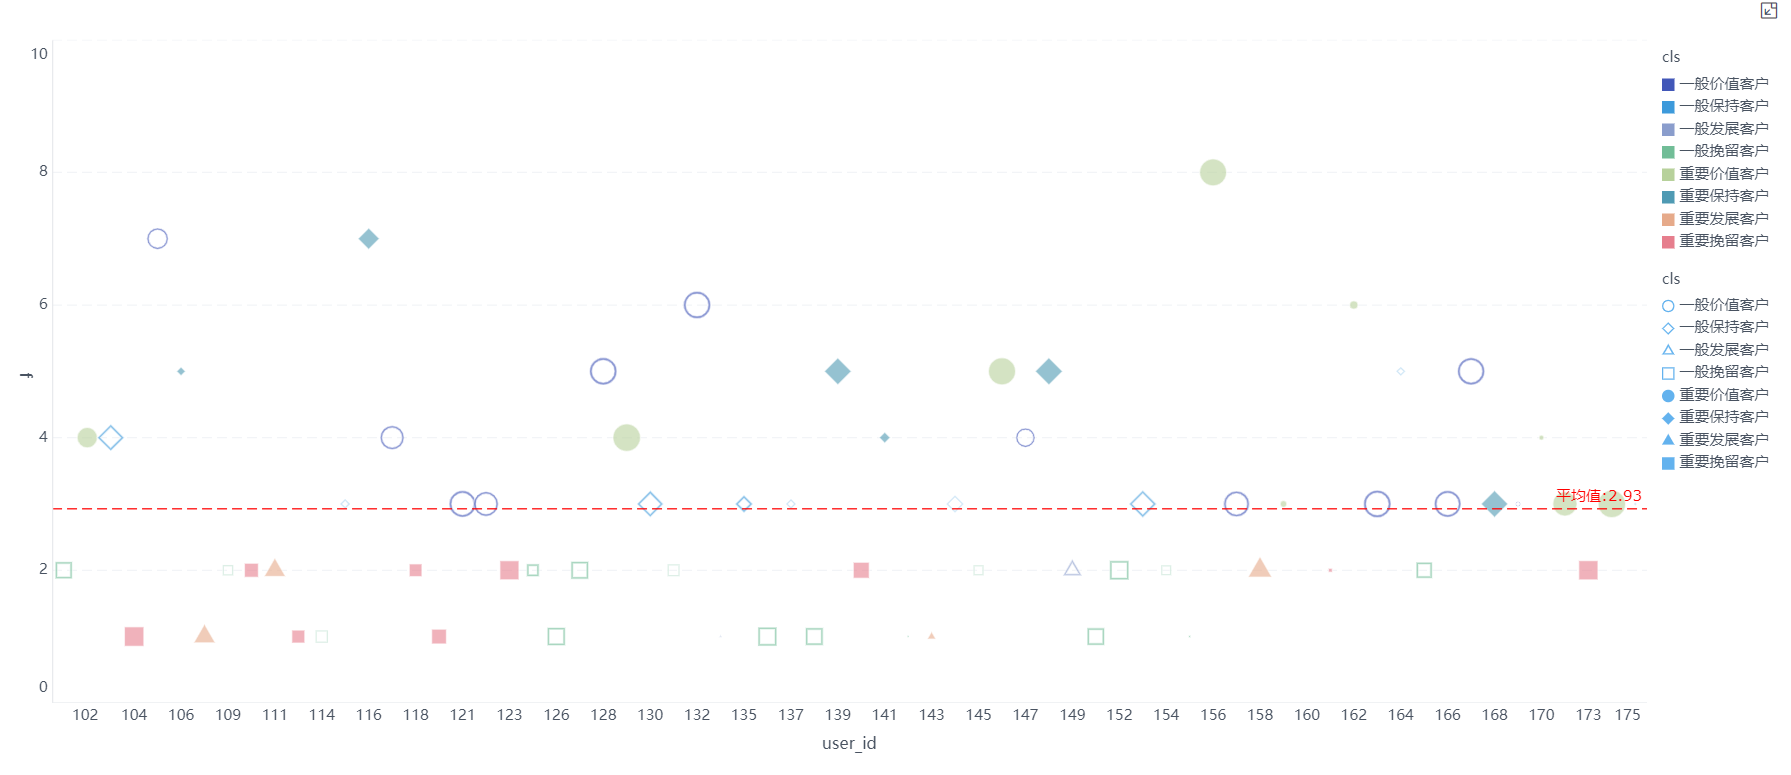 10
8
6
4
2
0
f
平均值:2.93
102 104 106 109 111 114 116 118 121 123 126 128 130 132 135 137 139 141 143 145 147 149 152 154 156 158 160 162 164 166 168 170 173 175
user_id
cls
一般价值客户
一般保持客户
一般发展客户
一般挽留客户
重要价值客户
重要保持客户
重要发展客户
重要挽留客户
cls
一般价值客户
一般保持客户
一般发展客户
一般挽留客户
重要价值客户
重要保持客户
重要发展客户
重要挽留客户